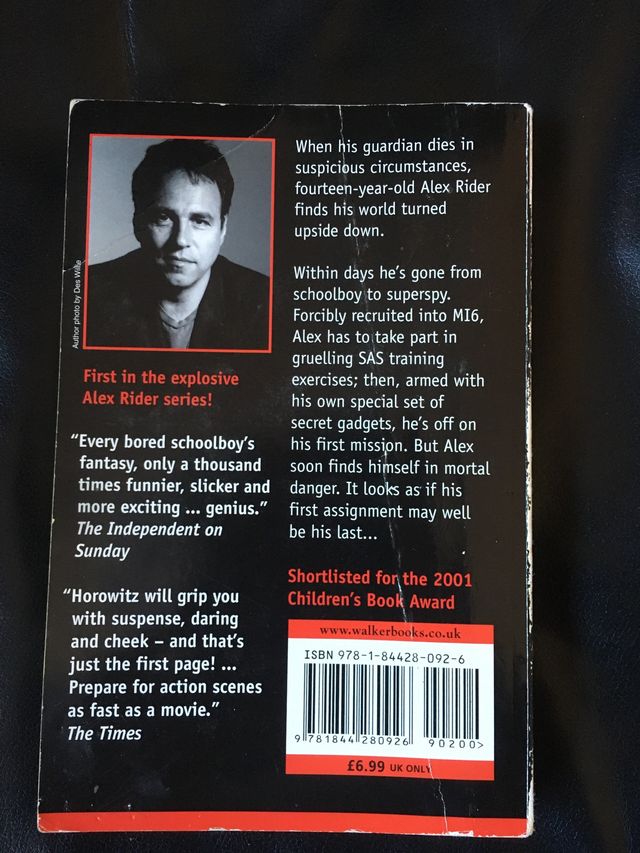 Author photo by Des Willie
First in the explosive
Alex Rider series!
"Every bored schoolboy's
fantasy, only a thousand
times funnier, slicker and
more exciting ... genius."
The Independent on
Sunday
"Horowitz will grip you
with suspense, daring
and cheek – and that's
just the first page! ...
Prepare for action scenes
as fast as a movie."
The Times
When his guardian dies in
suspicious circumstances,
fourteen-year-old Alex Rider
finds his world turned
upside down.
Within days he's gone from
schoolboy to superspy.
Forcibly recruited into MI6,
Alex has to take part in
gruelling SAS training
exercises; then, armed with
his own special set of
secret gadgets, he's off on
his first mission. But Alex
soon finds himself in mortal
danger. It looks as if his
first assignment may well
be his last...
Shortlisted for the 2001
Children's Book Award
www.walkerbooks.co.uk
ISBN 978-1-84428-092-6
9 781844 280926 90200>
£6.99 UK ONLY